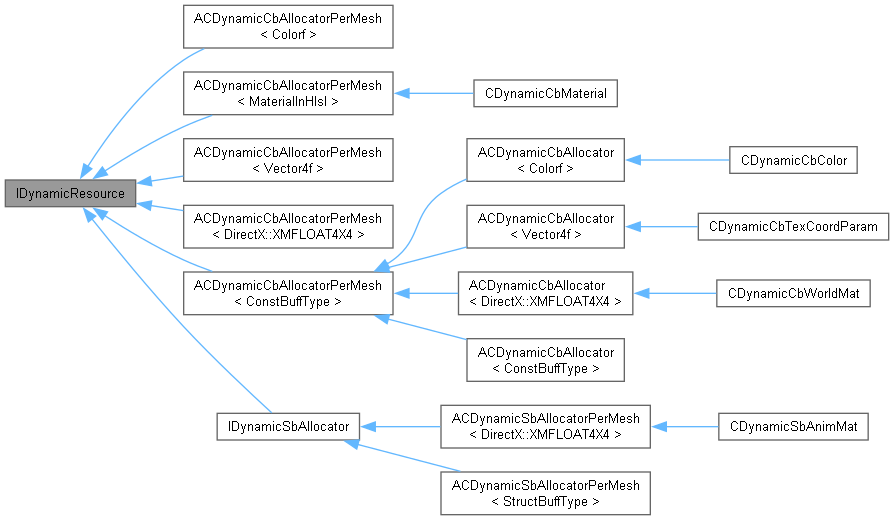 ACDynamicCbAllocatorPerMesh
< Colorf >
ACDynamicCbAllocatorPerMesh
< MaterialInHlsl >
CDynamicCbMaterial
ACDynamicCbAllocatorPerMesh
< Vector4f >
ACDynamicCbAllocator
< Colorf >
CDynamicCbColor
IDynamicResource
ACDynamicCbAllocatorPerMesh
< DirectX::XMFLOAT4X4 >
ACDynamicCbAllocator
< Vector4f >
CDynamicCbTexCoordParam
ACDynamicCbAllocatorPerMesh
< ConstBuffType >
ACDynamicCbAllocator
< DirectX::XMFLOAT4X4 >
CDynamicCbWorldMat
ACDynamicCbAllocator
< ConstBuffType >
IDynamicSbAllocator
ACDynamicSbAllocatorPerMesh
< DirectX::XMFLOAT4X4 >
CDynamicSbAnimMat
ACDynamicSbAllocatorPerMesh
< StructBuffType >